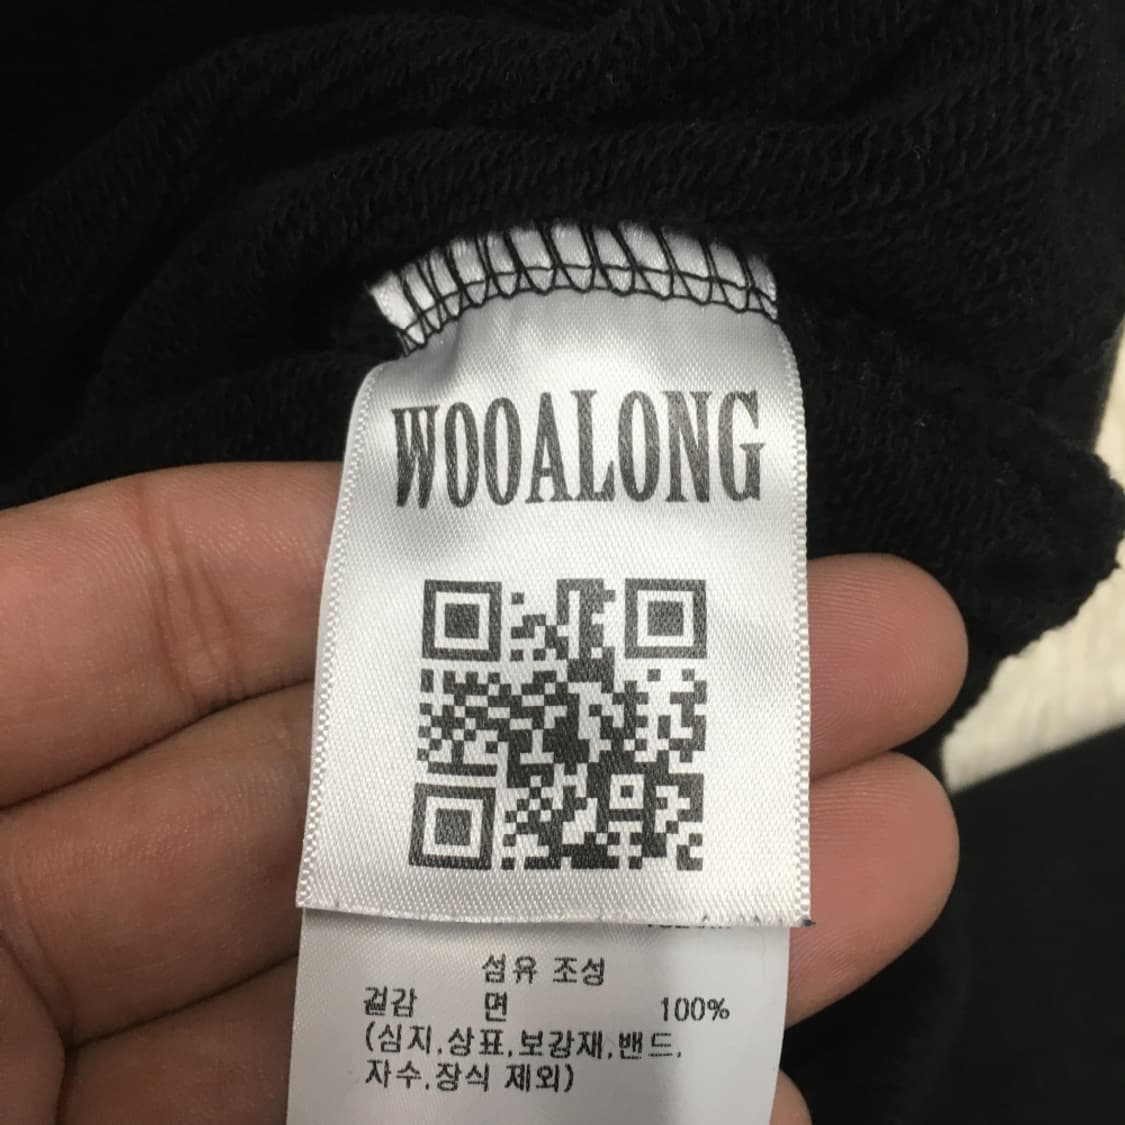 WOOALONG
섬유 조성
겉감 면 100%
(심지,상표,보강재,밴드,
자수,장식 제외)